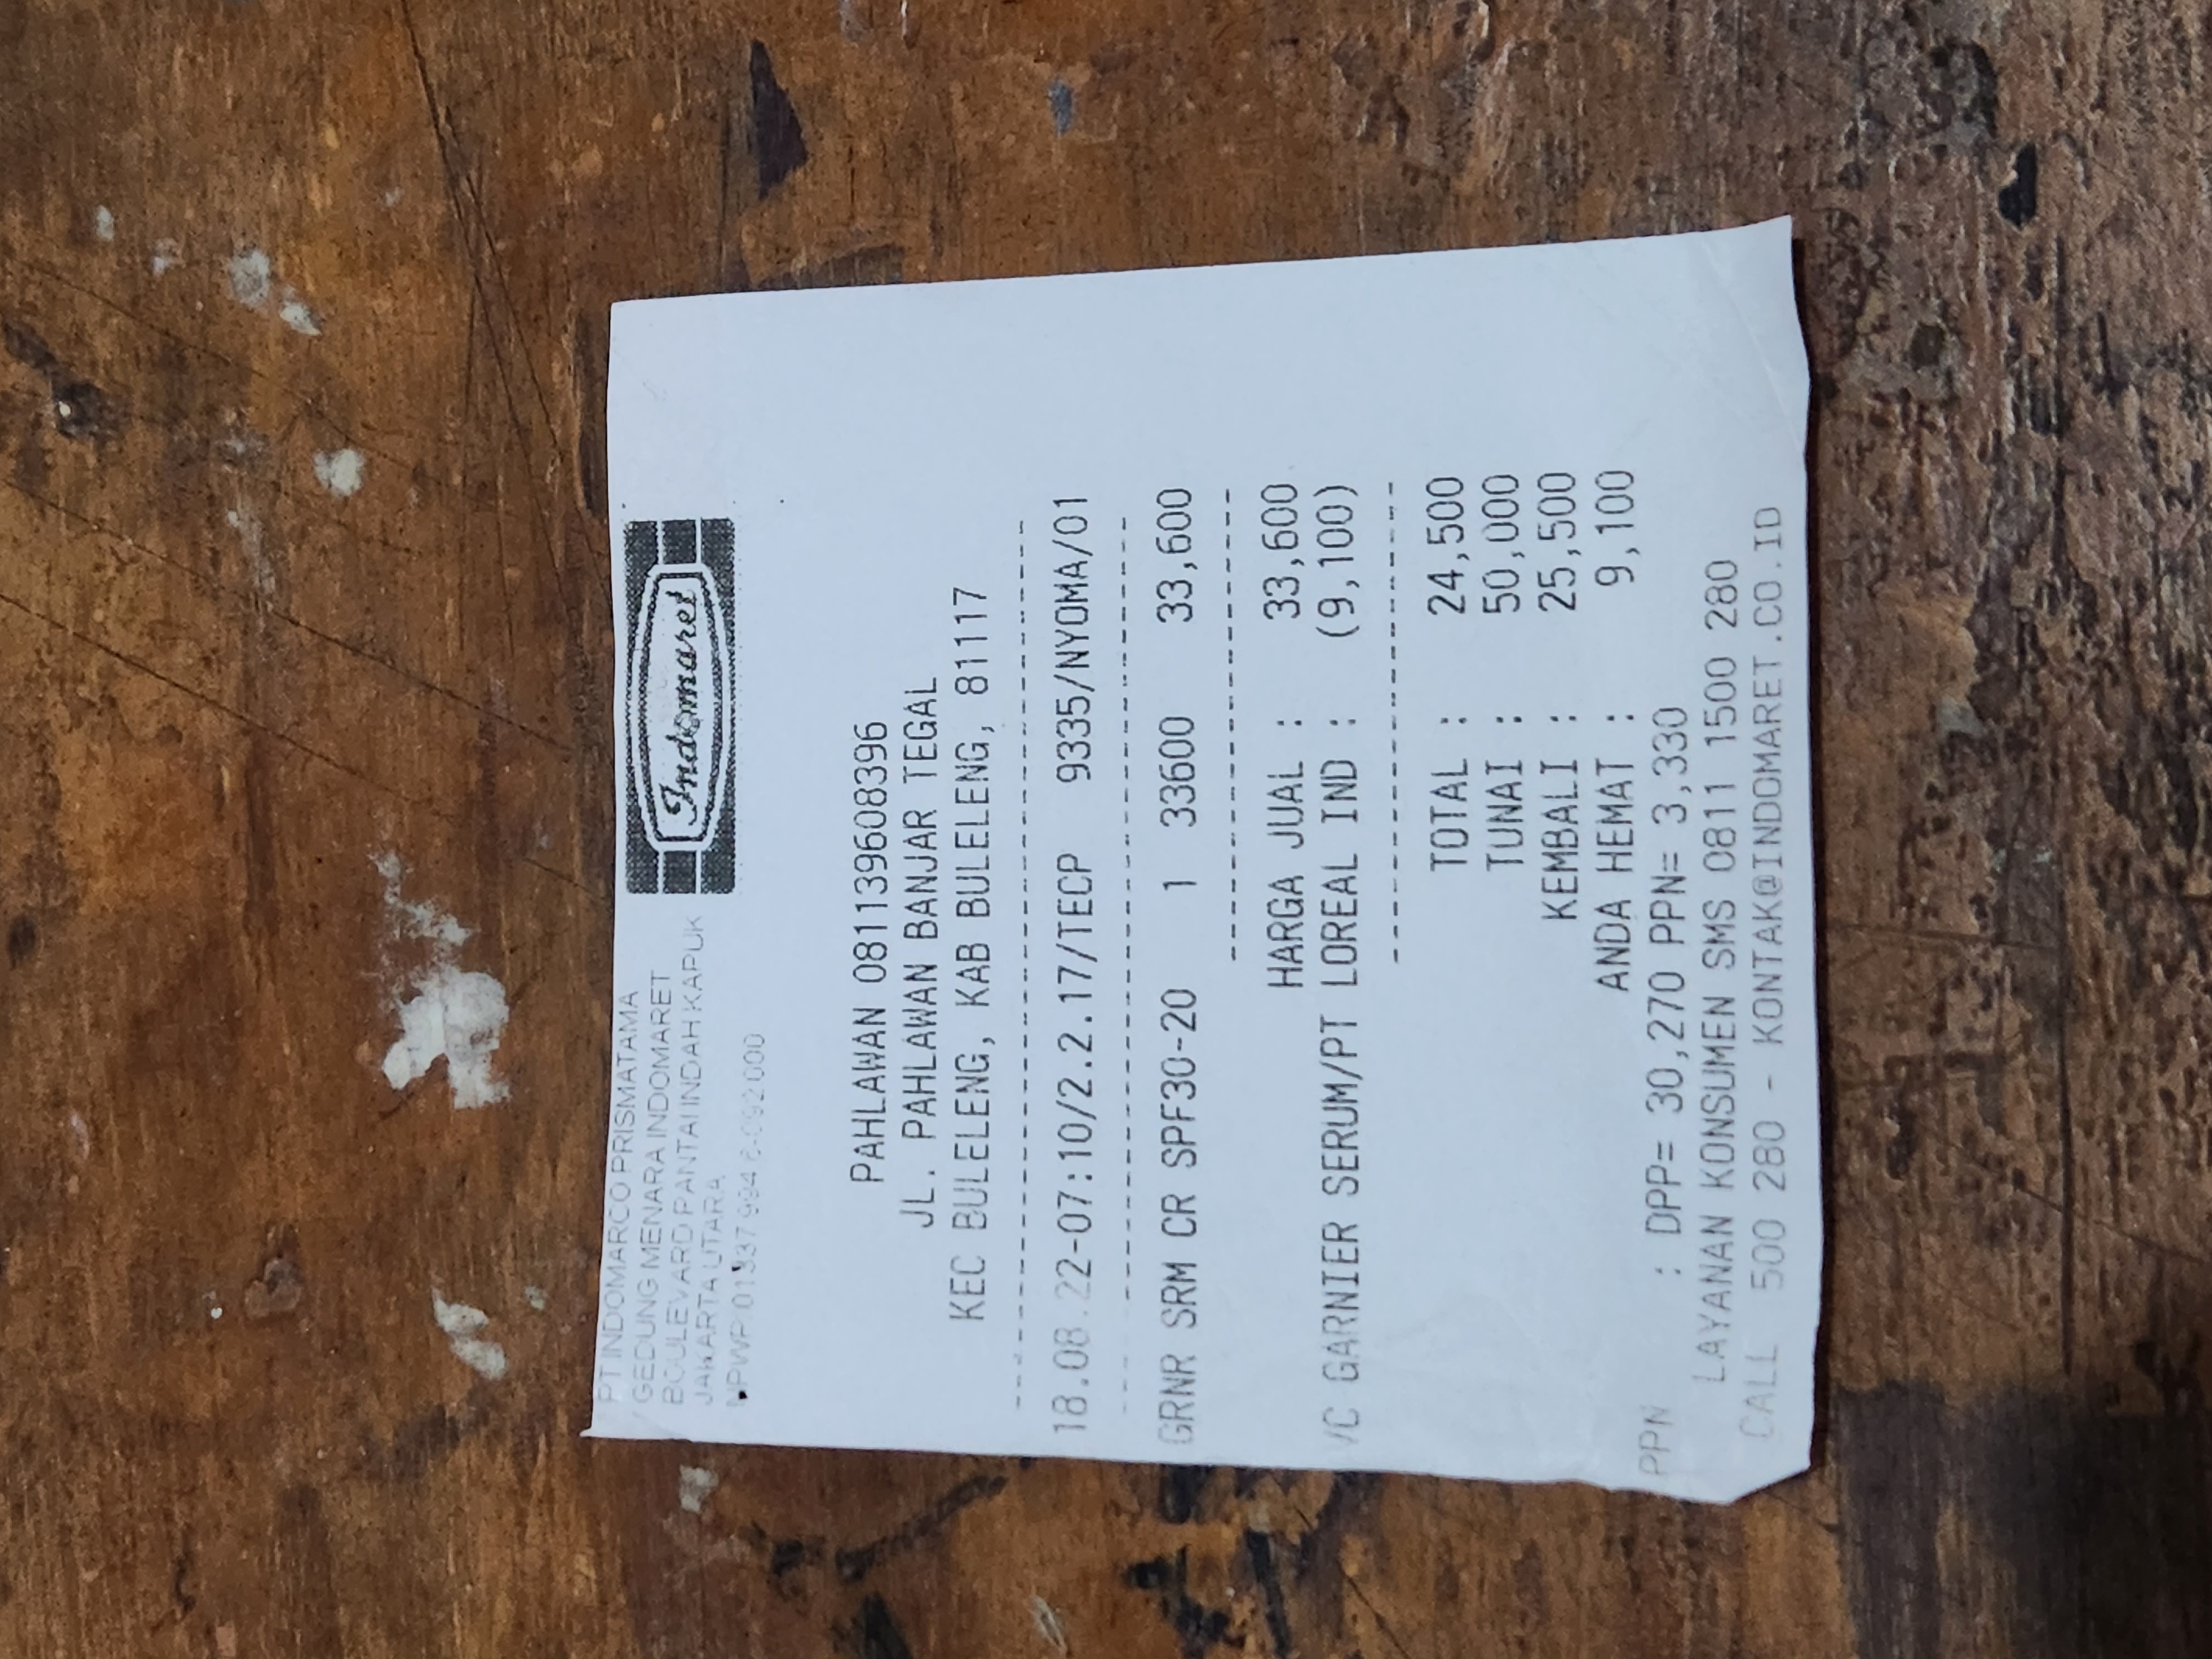 PT INDOMARCO PRISMATAMA
GEDUNG MENARA INDOMARET
BOULEVARD PANTAI INDAH KAPUK
JAKARTA UTARA
NPWP 01 337 994 6-092 000
Indomaret
PAHLAWAN 081139608396
JL. PAHLAWAN BANJAR TEGAL
KEC BULELENG, KAB BULELENG, 81117
18.08.22-07:10/2.2.17/TECP 9335/NYOMA/01
GRNR SRM CR SPF30-20 1 33600 33,600
HARGA JUAL : 33,600
VC GARNIER SERUM/PT LOREAL IND : (9,100)
TOTAL : 24,500
TUNAI : 50,000
KEMBALI : 25,500
ANDA HEMAT : 9,100
PPN : DPP= 30,270 PPN= 3,330
LAYANAN KONSUMEN SMS 0811 1500 280
CALL 500 280 - KONTAK@INDOMARET.CO.ID